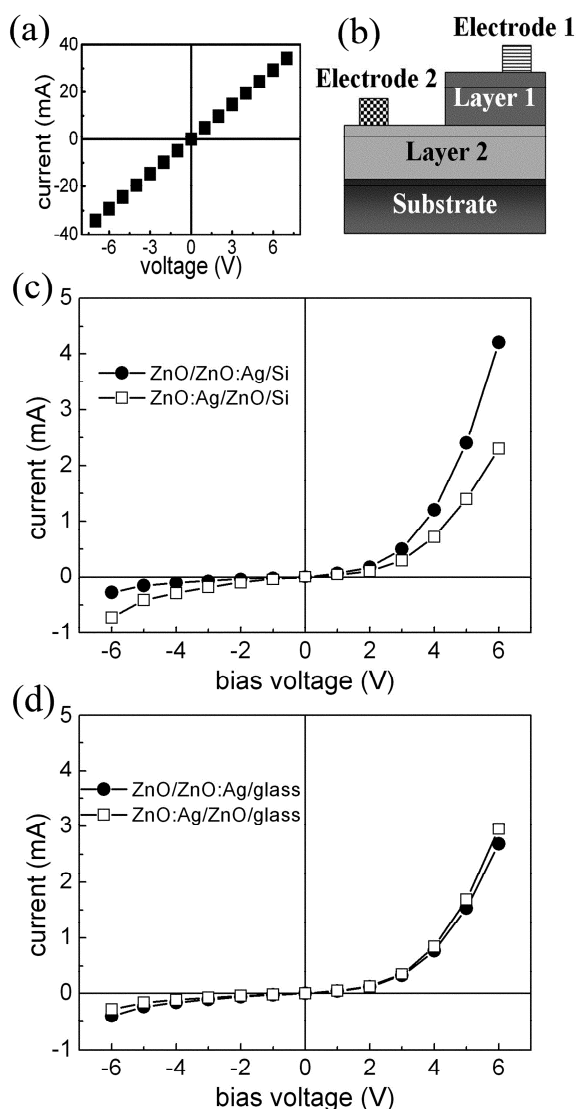 (a)
40
20
0
-20
-40
current (mA)
-6 -3 0 3 6
voltage (V)
(b)
Electrode 1
Electrode 2
Layer 1
Layer 2
Substrate
(c)
5
4
3
2
1
0
-1
current (mA)
ZnO/ZnO:Ag/Si
ZnO:Ag/ZnO/Si
-6 -4 -2 0 2 4 6
bias voltage (V)
(d)
5
4
3
2
1
0
-1
current (mA)
ZnO/ZnO:Ag/glass
ZnO:Ag/ZnO/glass
-6 -4 -2 0 2 4 6
bias voltage (V)